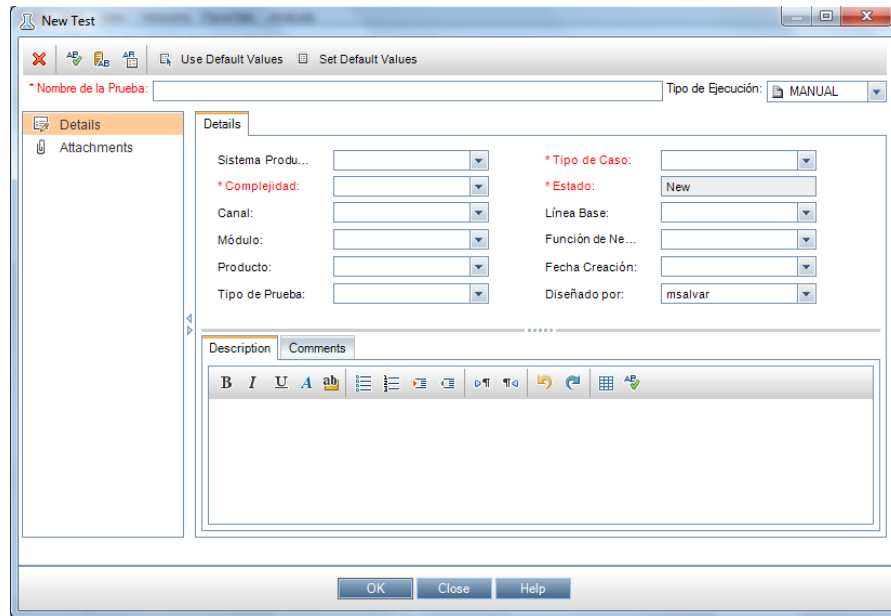 New Test
Use Default Values Set Default Values
* Nombre de la Prueba: Tipo de Ejecución: MANUAL
Details
Attachments
Details
Sistema Produ... * Tipo de Caso:
* Complejidad: * Estado: New
Canal: Línea Base:
Módulo: Función de Ne...
Producto: Fecha Creación:
Tipo de Prueba: Diseñado por: msalvar
Description Comments
B I U A ab
OK Close Help